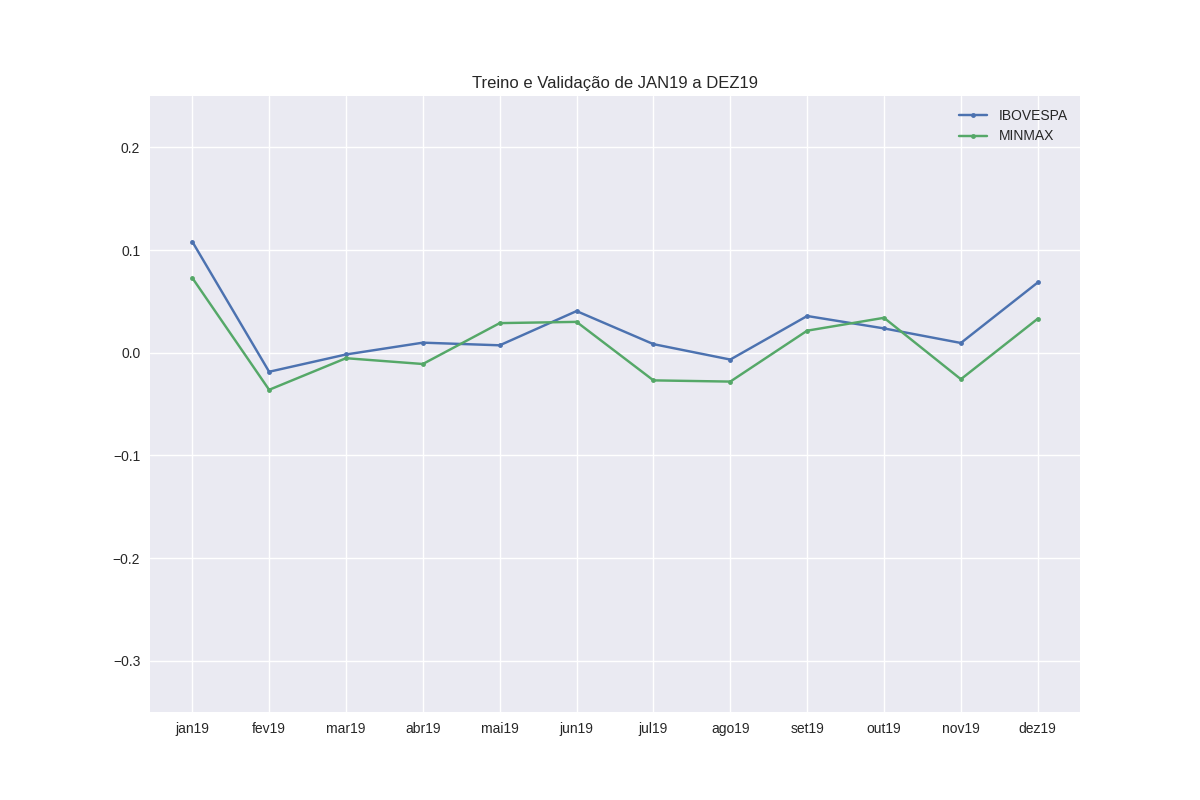 Treino e Validação de JAN19 a DEZ19
IBOVESPA
MINMAX
0.2
0.1
0.0
−0.1
−0.2
−0.3
jan19 fev19 mar19 abr19 mai19 jun19 jul19 ago19 set19 out19 nov19 dez19